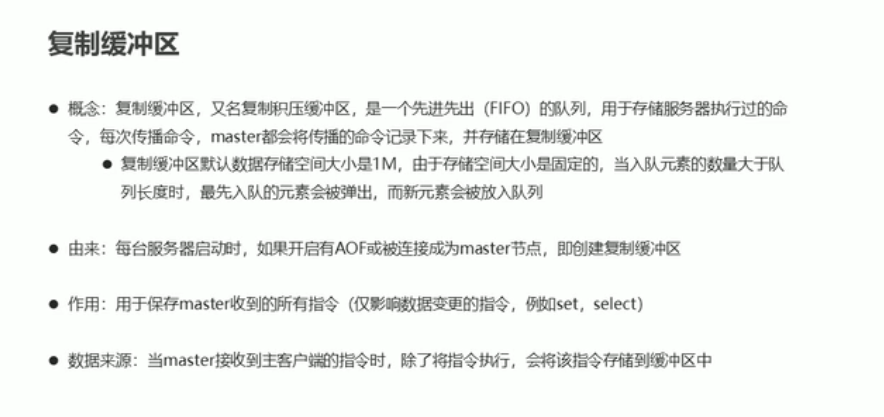 复制缓冲区
● 概念：复制缓冲区，又名复制积压缓冲区，是一个先进先出（FIFO）的队列，用于存储服务器执行过的命
令，每次传播命令，master都会将传播的命令记录下来，并存储在复制缓冲区
● 复制缓冲区默认数据存储空间大小是1M，由于存储空间大小是固定的，当入队元素的数量大于队
列长度时，最先入队的元素会被弹出，而新元素会被放入队列
● 由来：每台服务器启动时，如果开启有AOF或被连接成为master节点，即创建复制缓冲区
● 作用：用于保存master收到的所有指令（仅影响数据变更的指令，例如set，select）
● 数据来源：当master接收到主客户端的指令时，除了将指令执行，会将该指令存储到缓冲区中